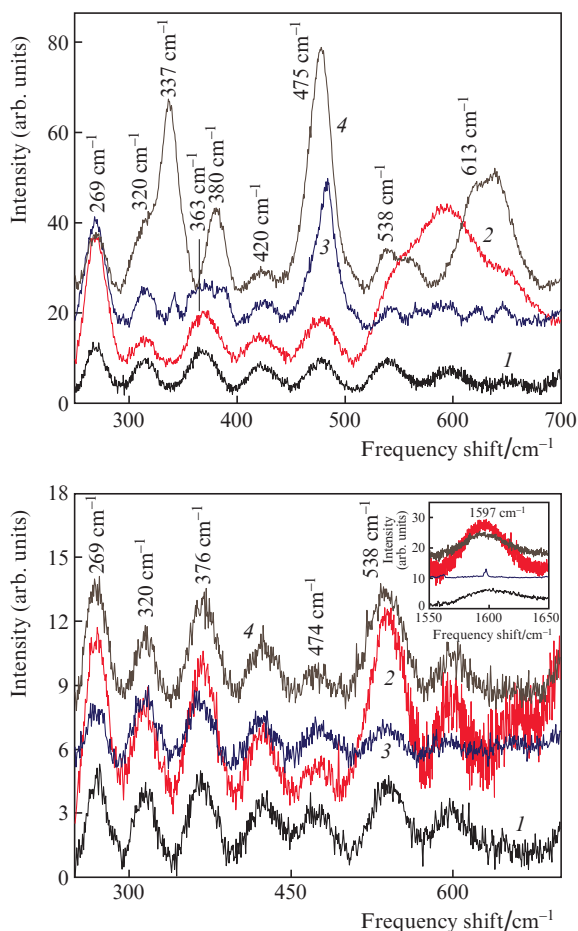 Intensity (arb. units)
80
60
40
20
0
269 cm⁻¹
320 cm⁻¹
337 cm⁻¹
363 cm⁻¹
380 cm⁻¹
420 cm⁻¹
475 cm⁻¹
538 cm⁻¹
613 cm⁻¹
4
3
2
1
300
400
500
600
700
Frequency shift/cm⁻¹
Intensity (arb. units)
18
15
12
9
6
3
0
269 cm⁻¹
320 cm⁻¹
376 cm⁻¹
474 cm⁻¹
538 cm⁻¹
4
2
3
1
300
450
600
Frequency shift/cm⁻¹
1597 cm⁻¹
Intensity
(arb. units)
30
20
10
0
1550
1600
1650
Frequency shift/cm⁻¹